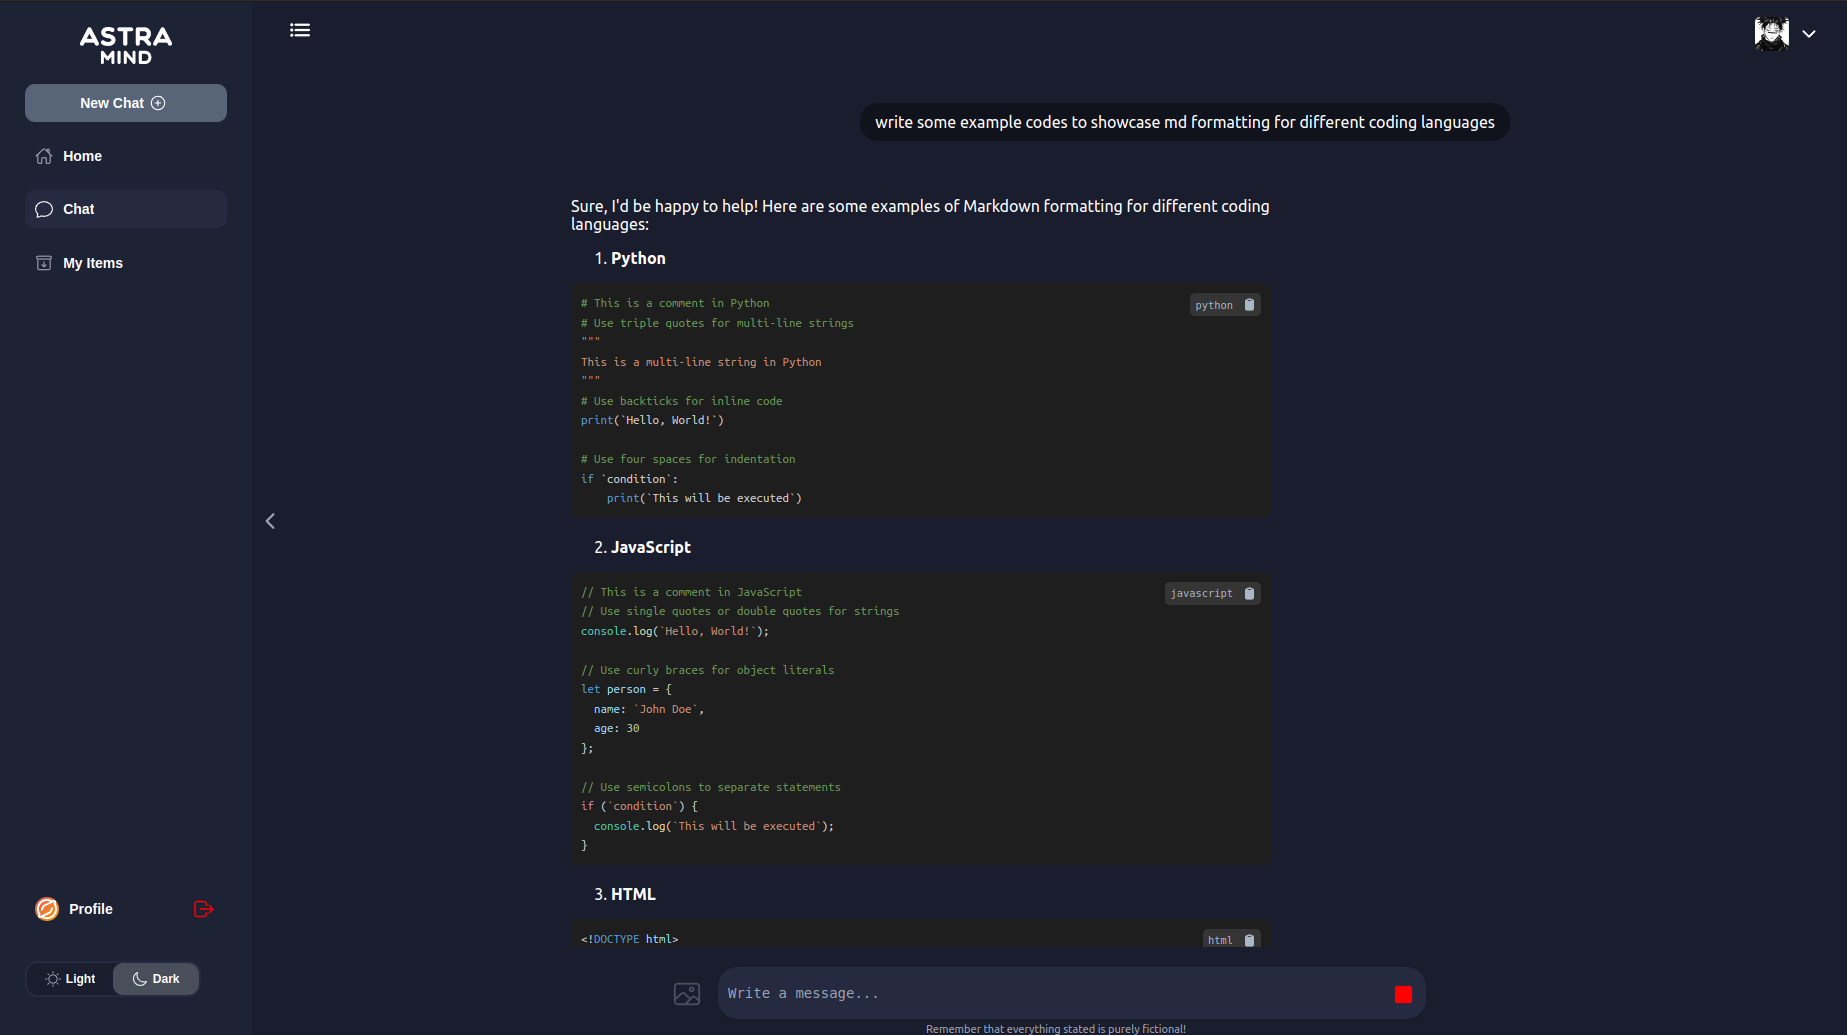 ASTRA
MIND
New Chat
Home
Chat
My Items
Profile
Light
Dark
write some example codes to showcase md formatting for different coding languages
Sure, I'd be happy to help! Here are some examples of Markdown formatting for different coding
languages:
1. Python
python
# This is a comment in Python
# Use triple quotes for multi-line strings
"""
This is a multi-line string in Python
"""
# Use backticks for inline code
print(`Hello, World!`)
# Use four spaces for indentation
if `condition`:
    print(`This will be executed`)
2. JavaScript
javascript
// This is a comment in JavaScript
// Use single quotes or double quotes for strings
console.log(`Hello, World!`);
// Use curly braces for object literals
let person = {
  name: `John Doe`,
  age: 30
};
// Use semicolons to separate statements
if (`condition`) {
  console.log(`This will be executed`);
}
3. HTML
html
<!DOCTYPE html>
Write a message...
Remember that everything stated is purely fictional!